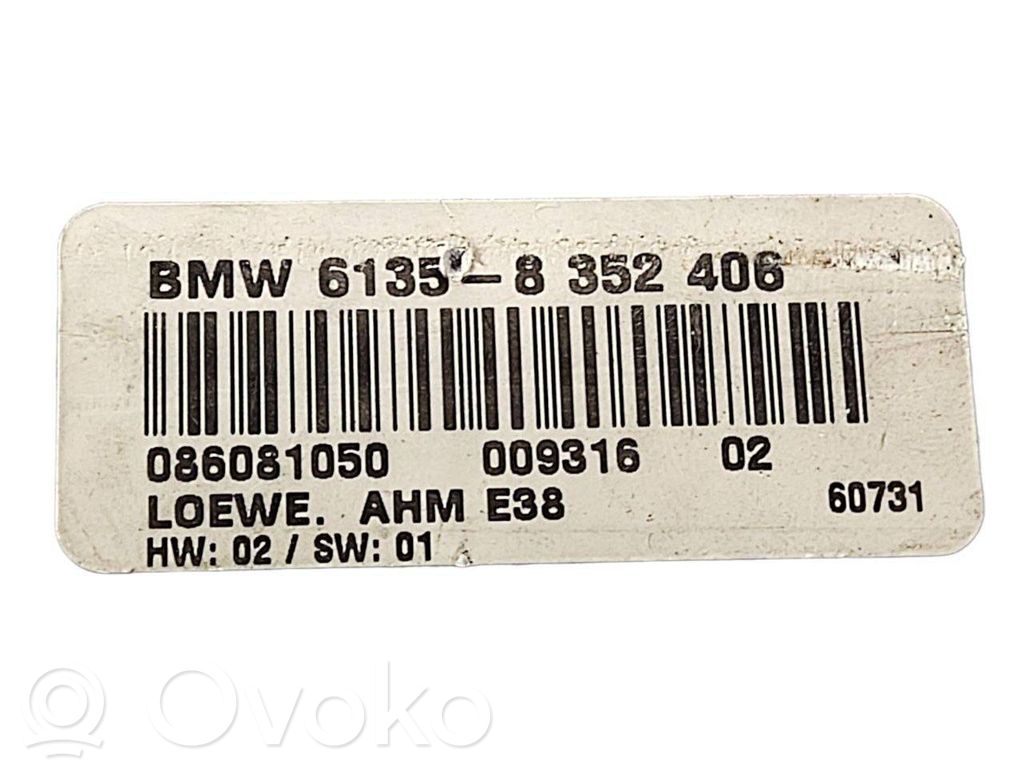 BMW 6135-8 352 406
086081050 009316 02
LOEWE. AHM E38 60731
HW: 02 / SW: 01
Ovoko